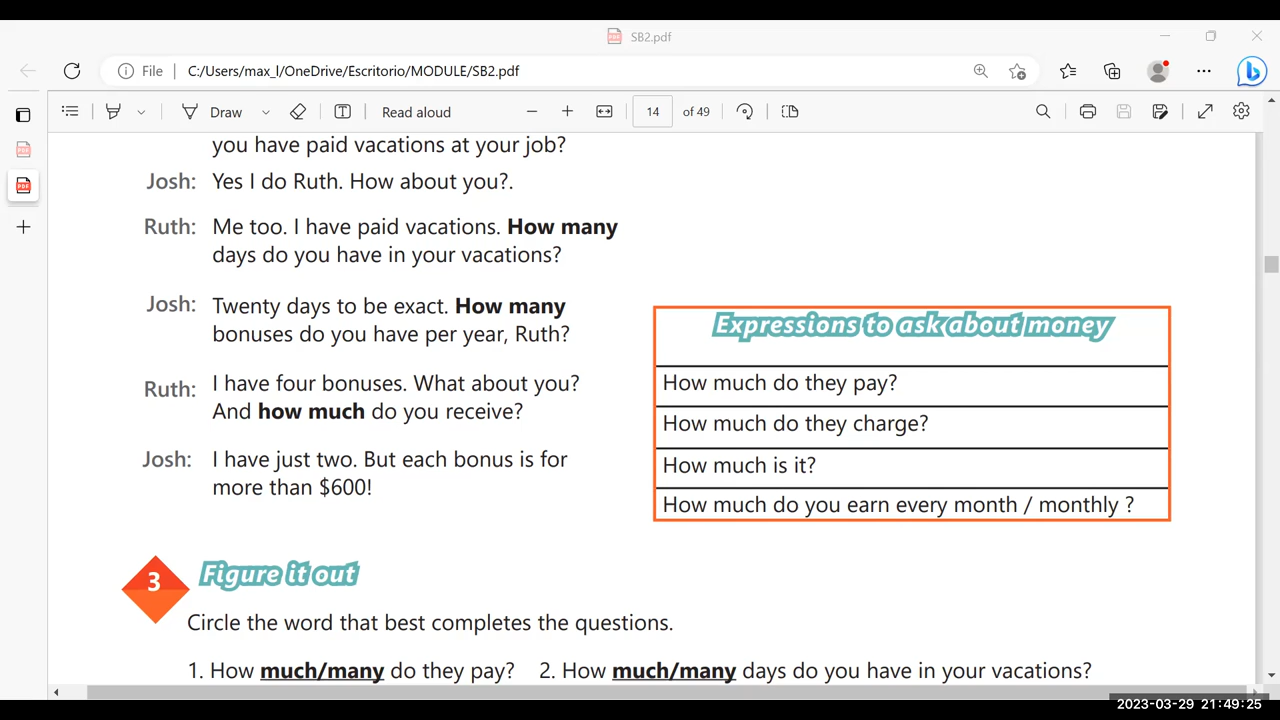 SB2.pdf
File
C:/Users/max_l/OneDrive/Escritorio/MODULE/SB2.pdf
Draw
Read aloud
14 of 49
you have paid vacations at your job?
Josh: Yes I do Ruth. How about you?.
Ruth: Me too. I have paid vacations. How many
days do you have in your vacations?
Josh: Twenty days to be exact. How many
bonuses do you have per year, Ruth?
Ruth: I have four bonuses. What about you?
And how much do you receive?
Josh: I have just two. But each bonus is for
more than $600!
Expressions to ask about money
How much do they pay?
How much do they charge?
How much is it?
How much do you earn every month / monthly ?
3 Figure it out
Circle the word that best completes the questions.
1. How much/many do they pay? 2. How much/many days do you have in your vacations?
2023-03-29 21:49:25